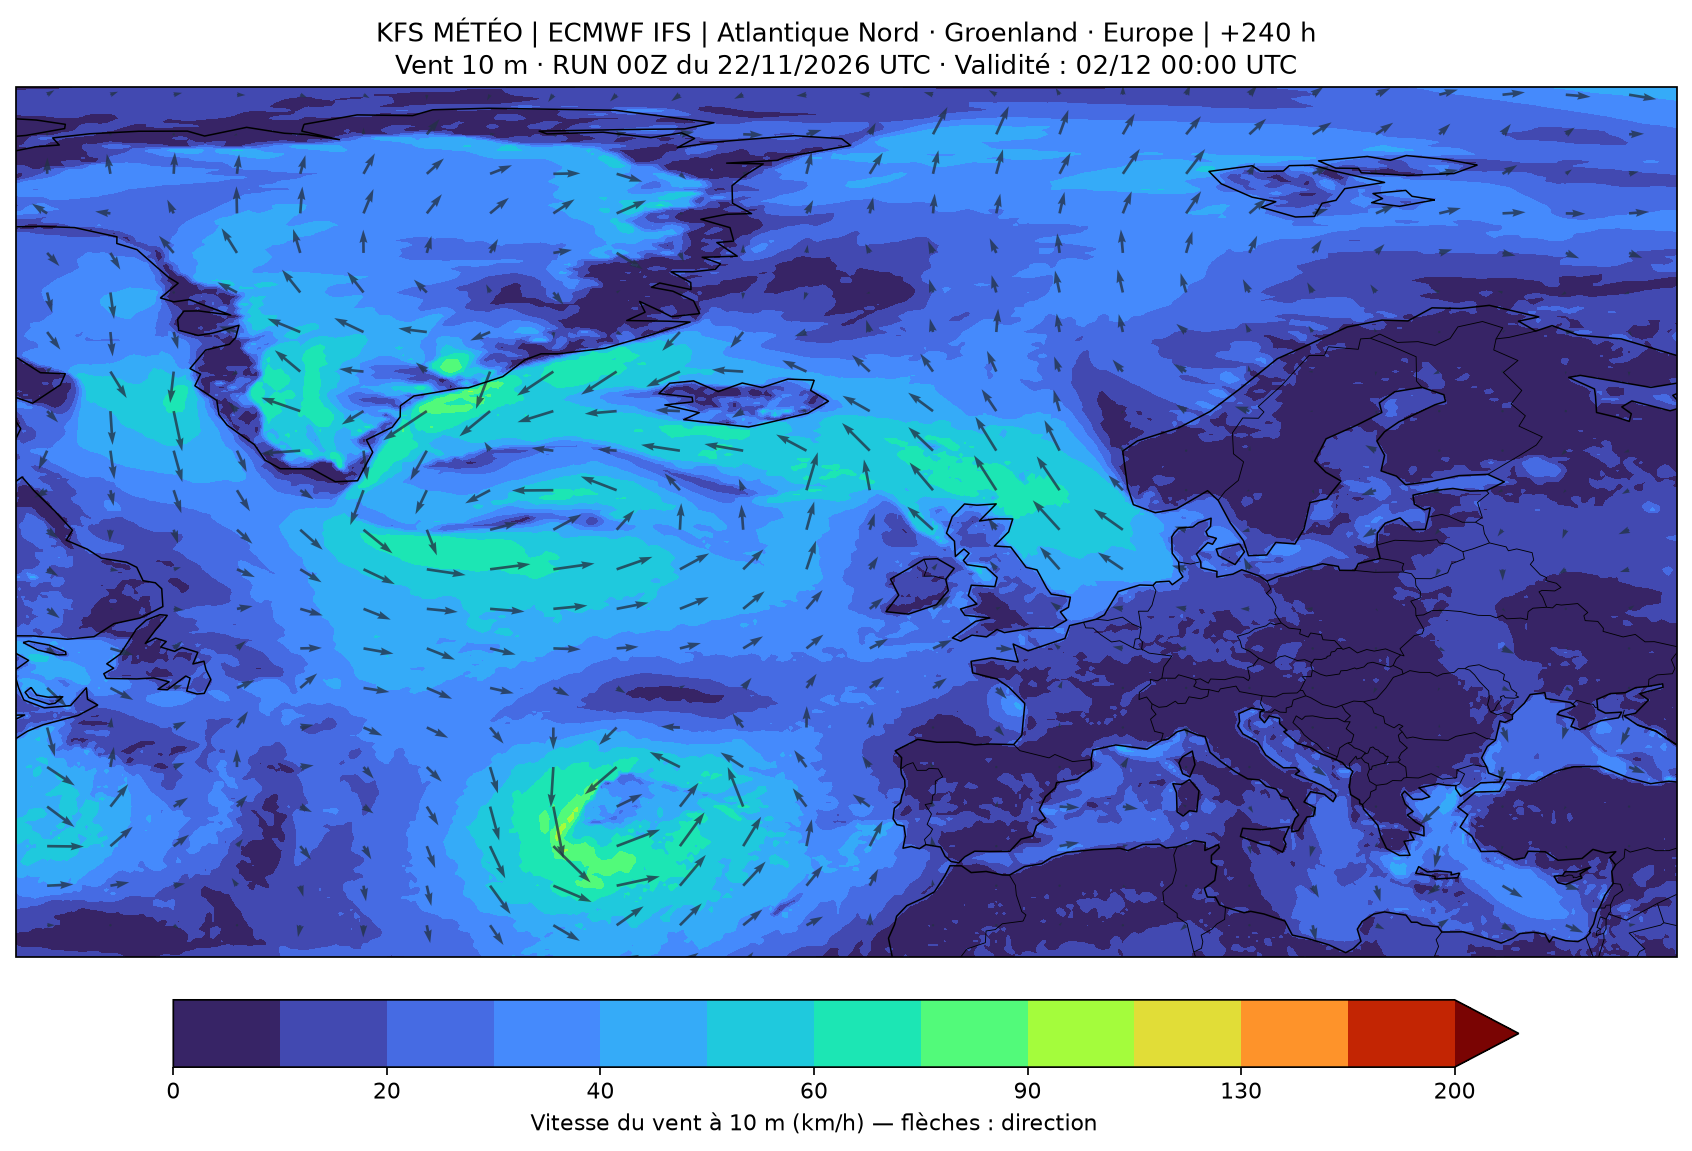 KFS MÉTÉO | ECMWF IFS | Atlantique Nord · Groenland · Europe | +240 h
Vent 10 m · RUN 00Z du 22/11/2026 UTC · Validité : 02/12 00:00 UTC
0 20 40 60 90 130 200
Vitesse du vent à 10 m (km/h) — flèches : direction